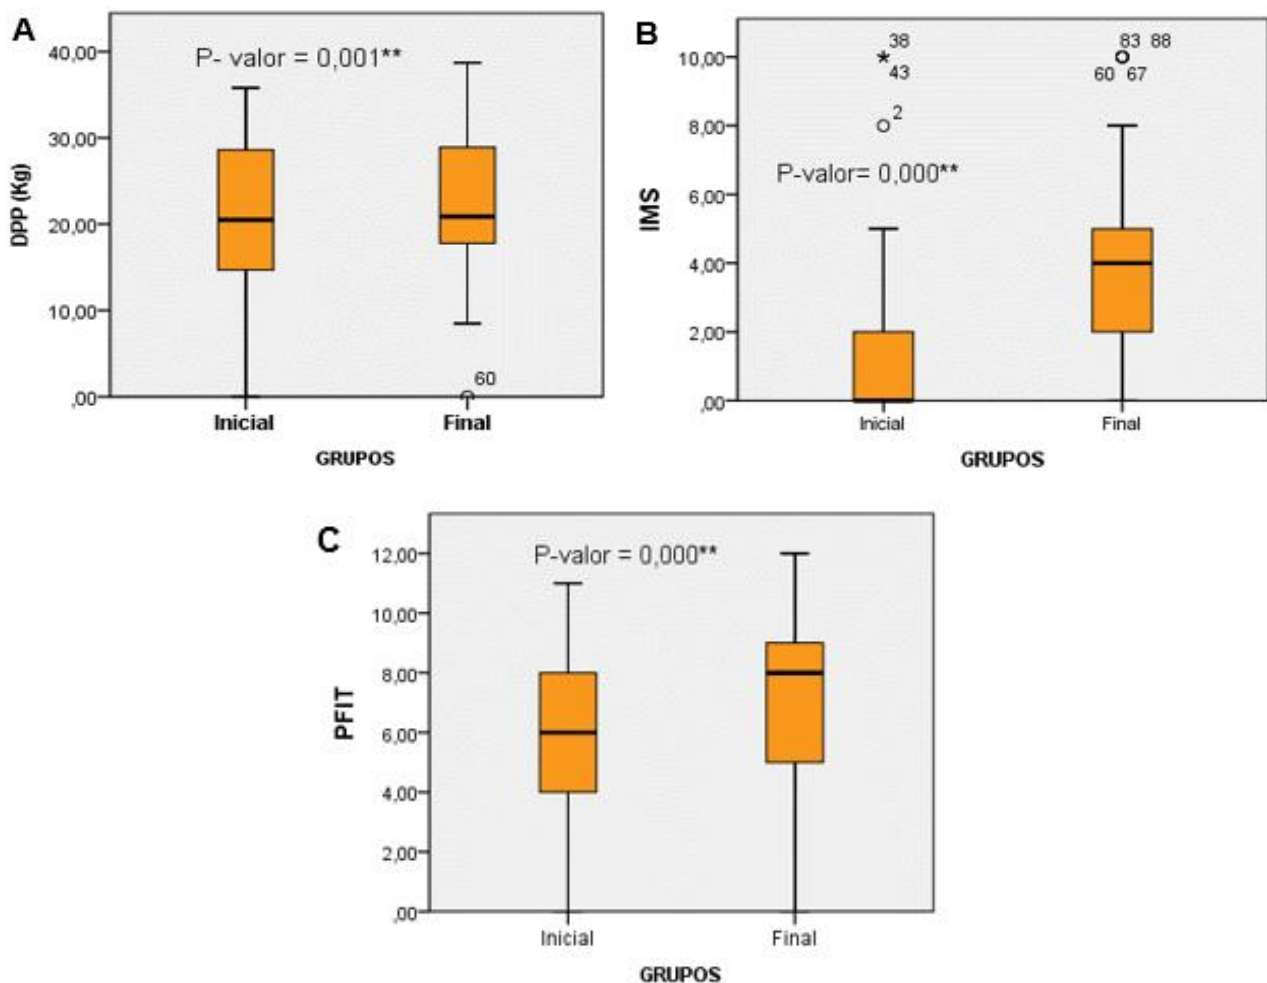 A
P- valor = 0,001**
40,00
30,00
20,00
10,00
,00
DPP (Kg)
60
Inicial
Final
GRUPOS
B
38
43
2
83 88
60 67
P-valor= 0,000**
10,00
8,00
6,00
4,00
2,00
,00
IMS
Inicial
Final
GRUPOS
C
P-valor = 0,000**
12,00
10,00
8,00
6,00
4,00
2,00
,00
PFIT
Inicial
Final
GRUPOS